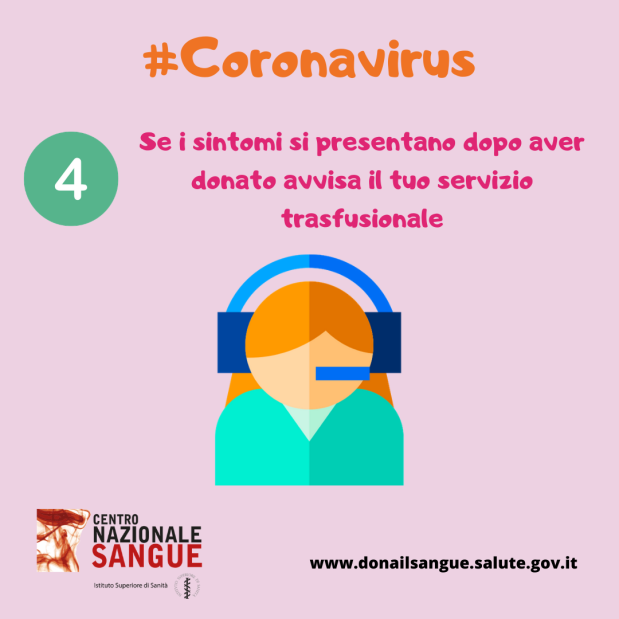 #Coronavirus
4
Se i sintomi si presentano dopo aver
donato avvisa il tuo servizio
trasfusionale
CENTRO
NAZIONALE
SANGUE
Istituto Superiore di Sanità
www.donailsangue.salute.gov.it